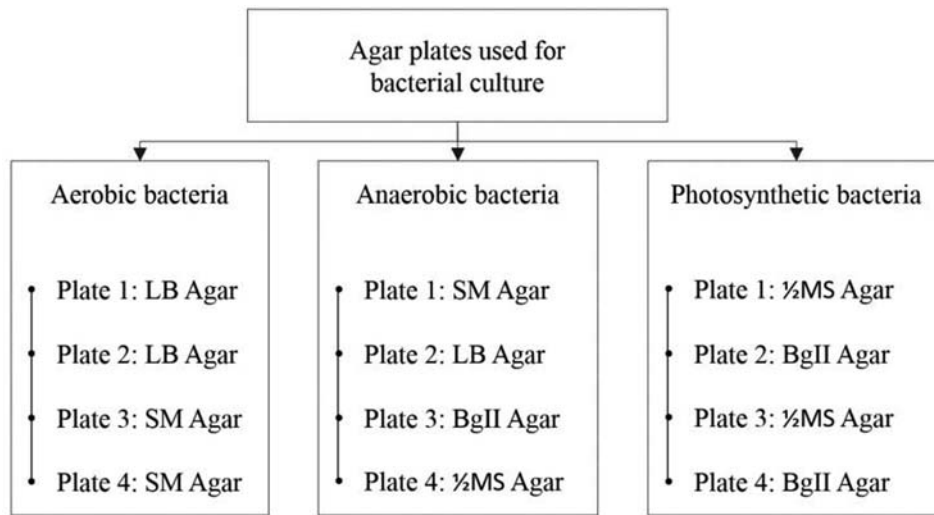 Agar plates used for
bacterial culture
Aerobic bacteria
Plate 1: LB Agar
Plate 2: LB Agar
Plate 3: SM Agar
Plate 4: SM Agar
Anaerobic bacteria
Plate 1: SM Agar
Plate 2: LB Agar
Plate 3: BgII Agar
Plate 4: ½MS Agar
Photosynthetic bacteria
Plate 1: ½MS Agar
Plate 2: BgII Agar
Plate 3: ½MS Agar
Plate 4: BgII Agar